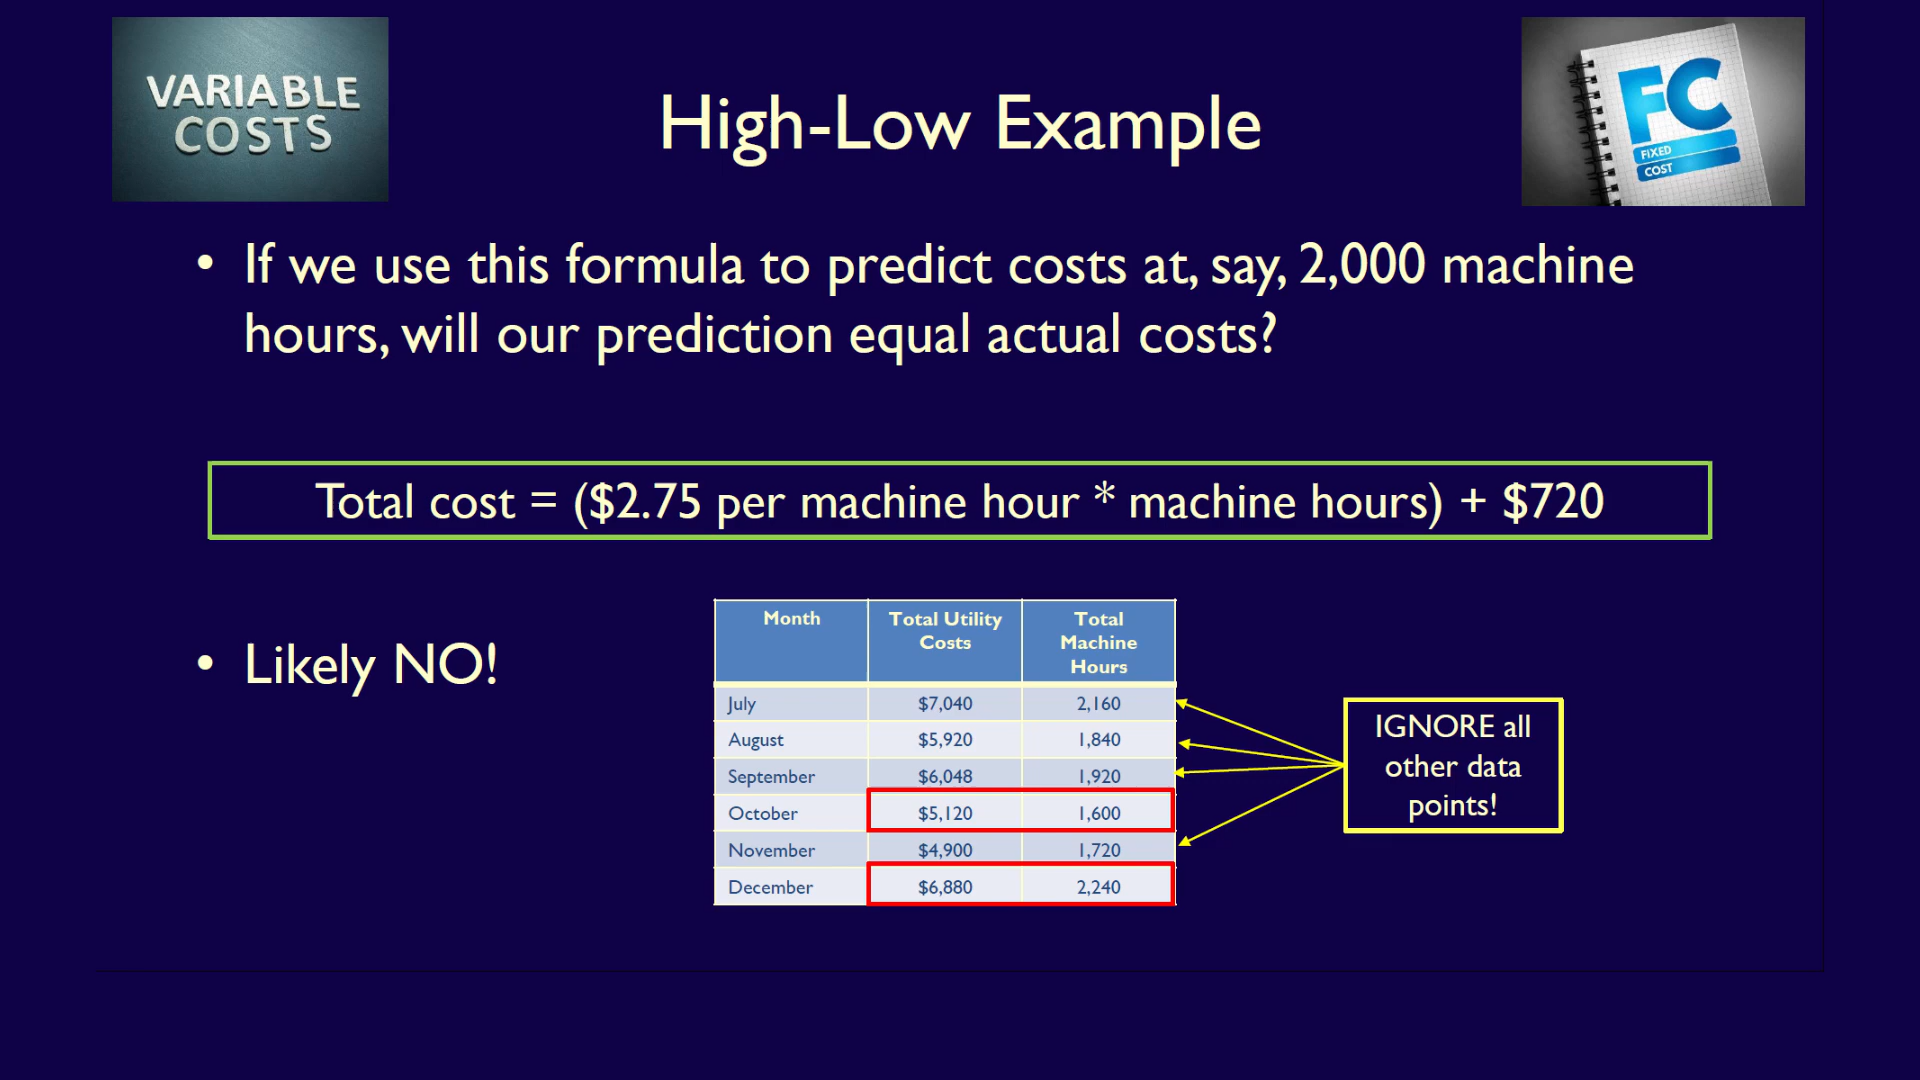 VARIABLE
COSTS
High-Low Example
FC
FIXED
COST
• If we use this formula to predict costs at, say, 2,000 machine
hours, will our prediction equal actual costs?
Total cost = ($2.75 per machine hour * machine hours) + $720
• Likely NO!
Month Total Utility Costs Total Machine Hours
July $7,040 2,160
August $5,920 1,840
September $6,048 1,920
October $5,120 1,600
November $4,900 1,720
December $6,880 2,240
IGNORE all
other data
points!